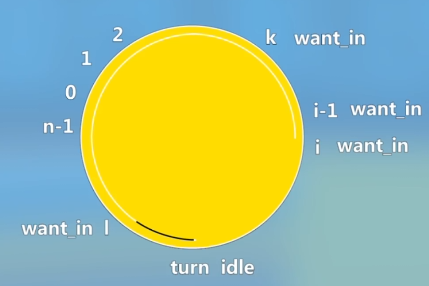 2
k want_in
1
0
i-1 want_in
n-1
i want_in
want_in l
turn idle